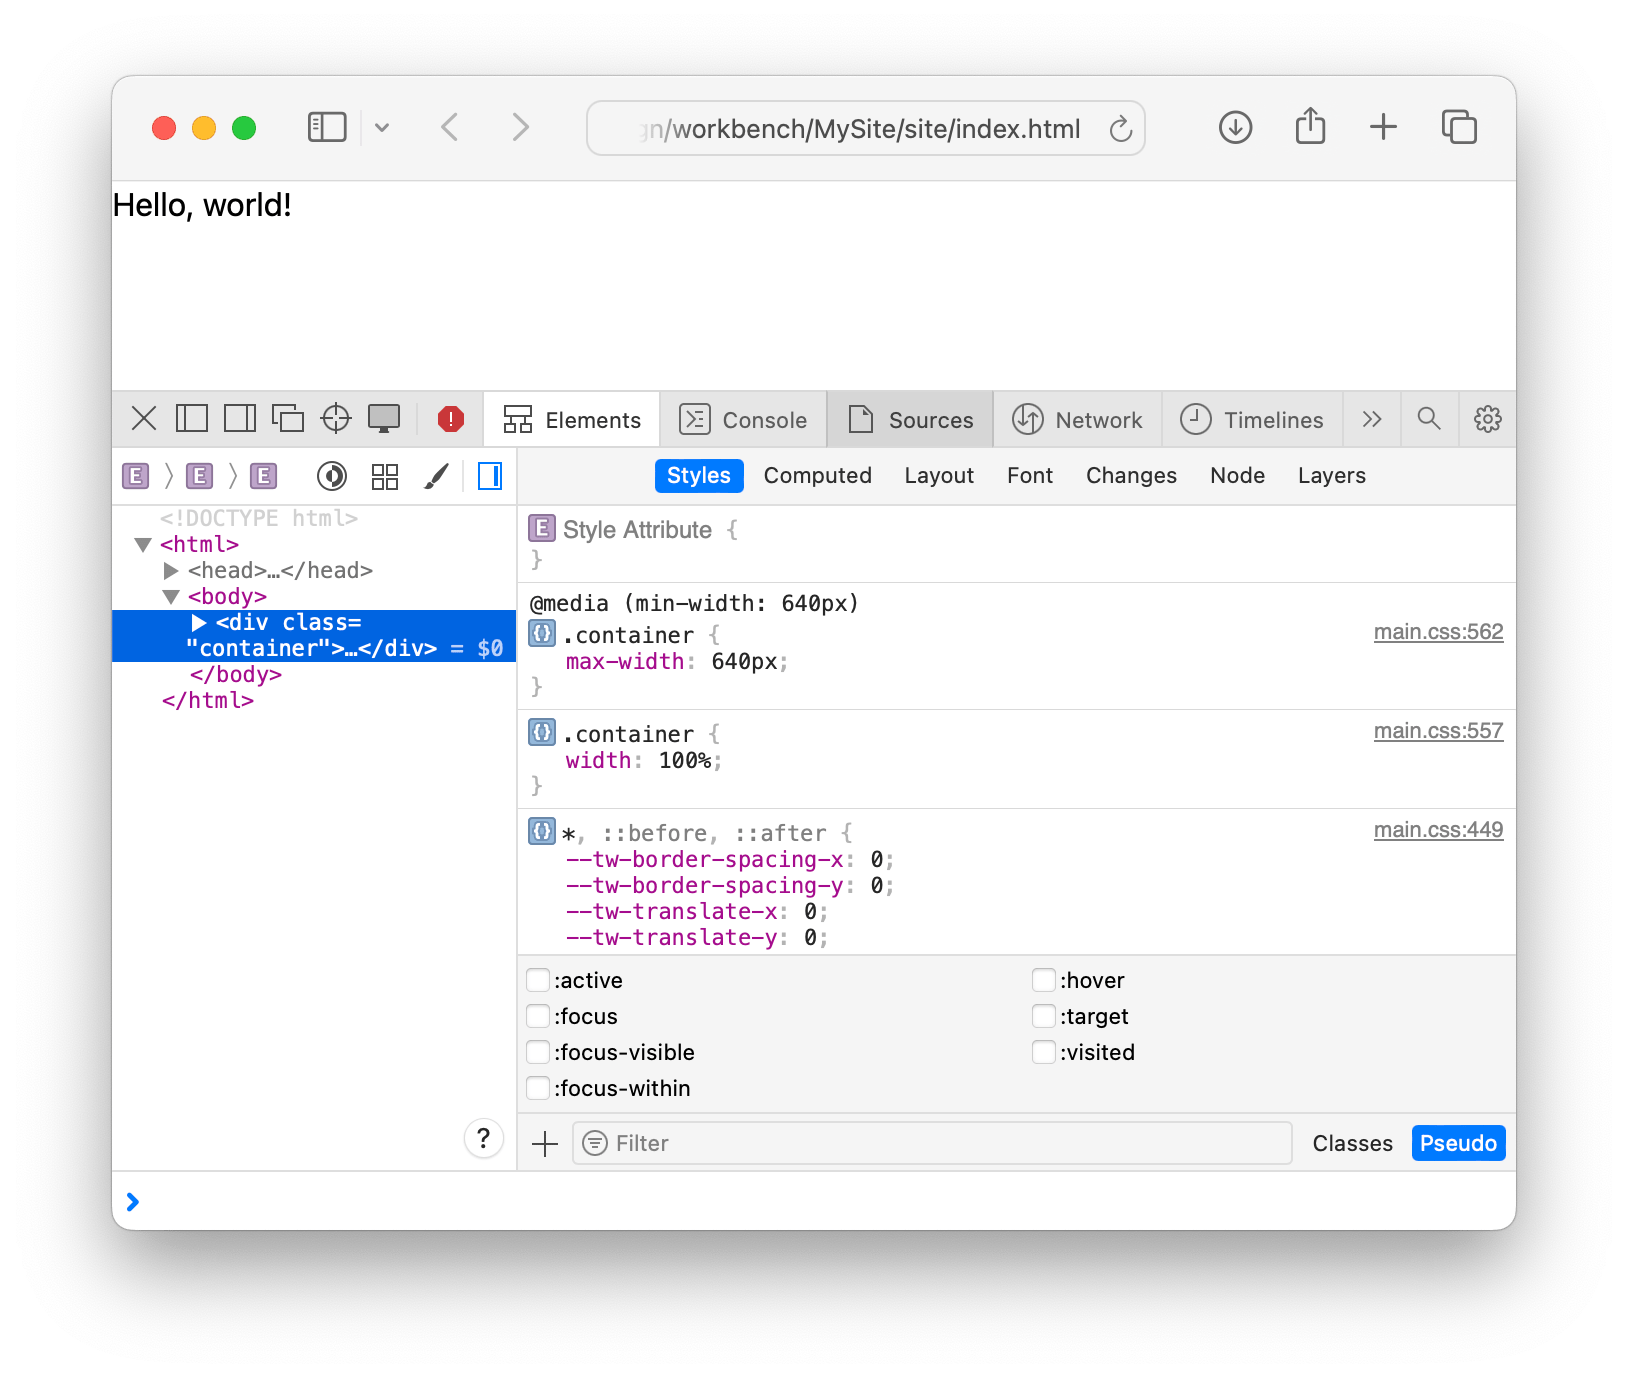 /workbench/MySite/site/index.html
Hello, world!
Elements
Console
Sources
Network
Timelines
E 〉 E 〉 E
Styles
Computed
Layout
Font
Changes
Node
Layers
<!DOCTYPE html>
<html>
<head>…</head>
<body>
<div class=
"container">…</div> = $0
</body>
</html>
E Style Attribute {
}
@media (min-width: 640px)
.container {
main.css:562
max-width: 640px;
}
.container {
main.css:557
width: 100%;
}
*, ::before, ::after {
main.css:449
--tw-border-spacing-x: 0;
--tw-border-spacing-y: 0;
--tw-translate-x: 0;
--tw-translate-y: 0;
:active
:hover
:focus
:target
:focus-visible
:visited
:focus-within
?
Filter
Classes
Pseudo